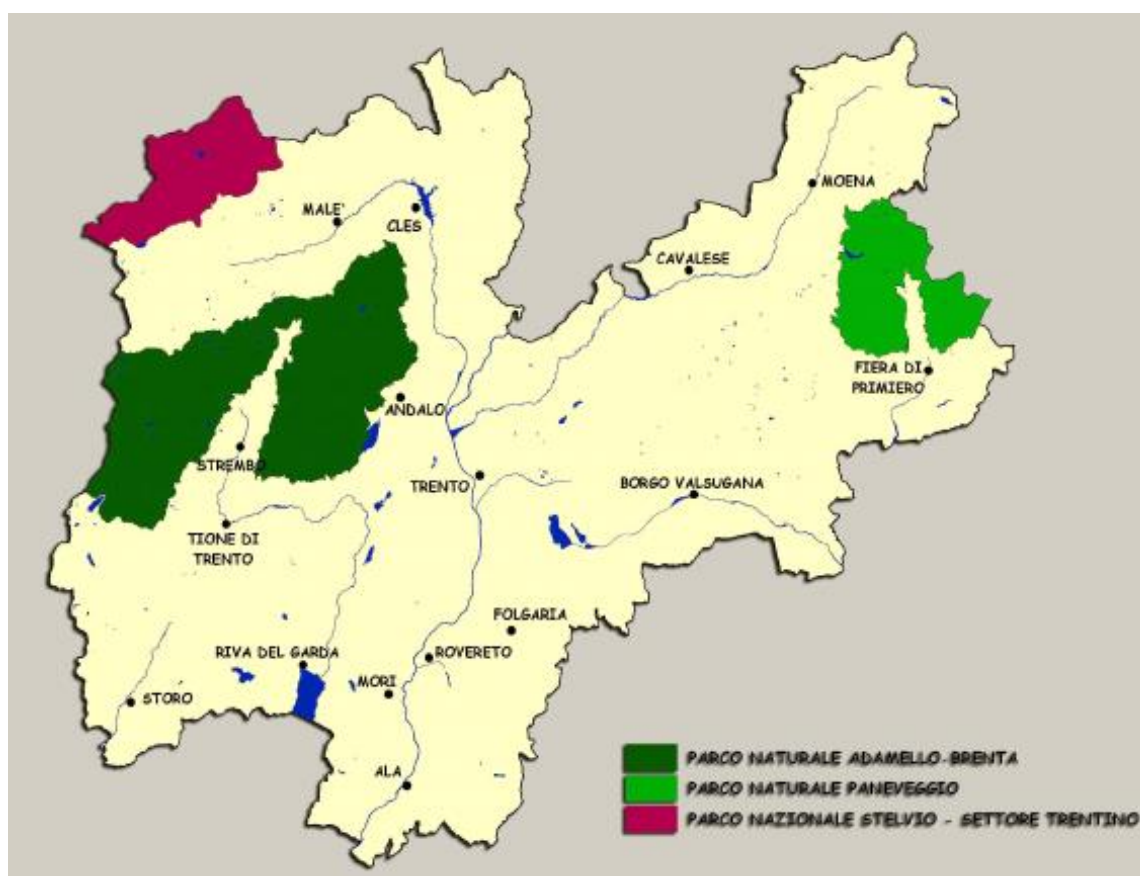 MOENA
MALE'
CLES
CAVALESE
FIERA DI
PRIMIERO
ANDALO
STREMBO
TRENTO
BORGO VALSUGANA
TIONE DI
TRENTO
FOLGARIA
RIVA DEL GARDA
ROVERETO
MORI
STORO
ALA
PARCO NATURALE ADAMELLO-BRENTA
PARCO NATURALE PANEVEGGIO
PARCO NAZIONALE STELVIO - SETTORE TRENTINO